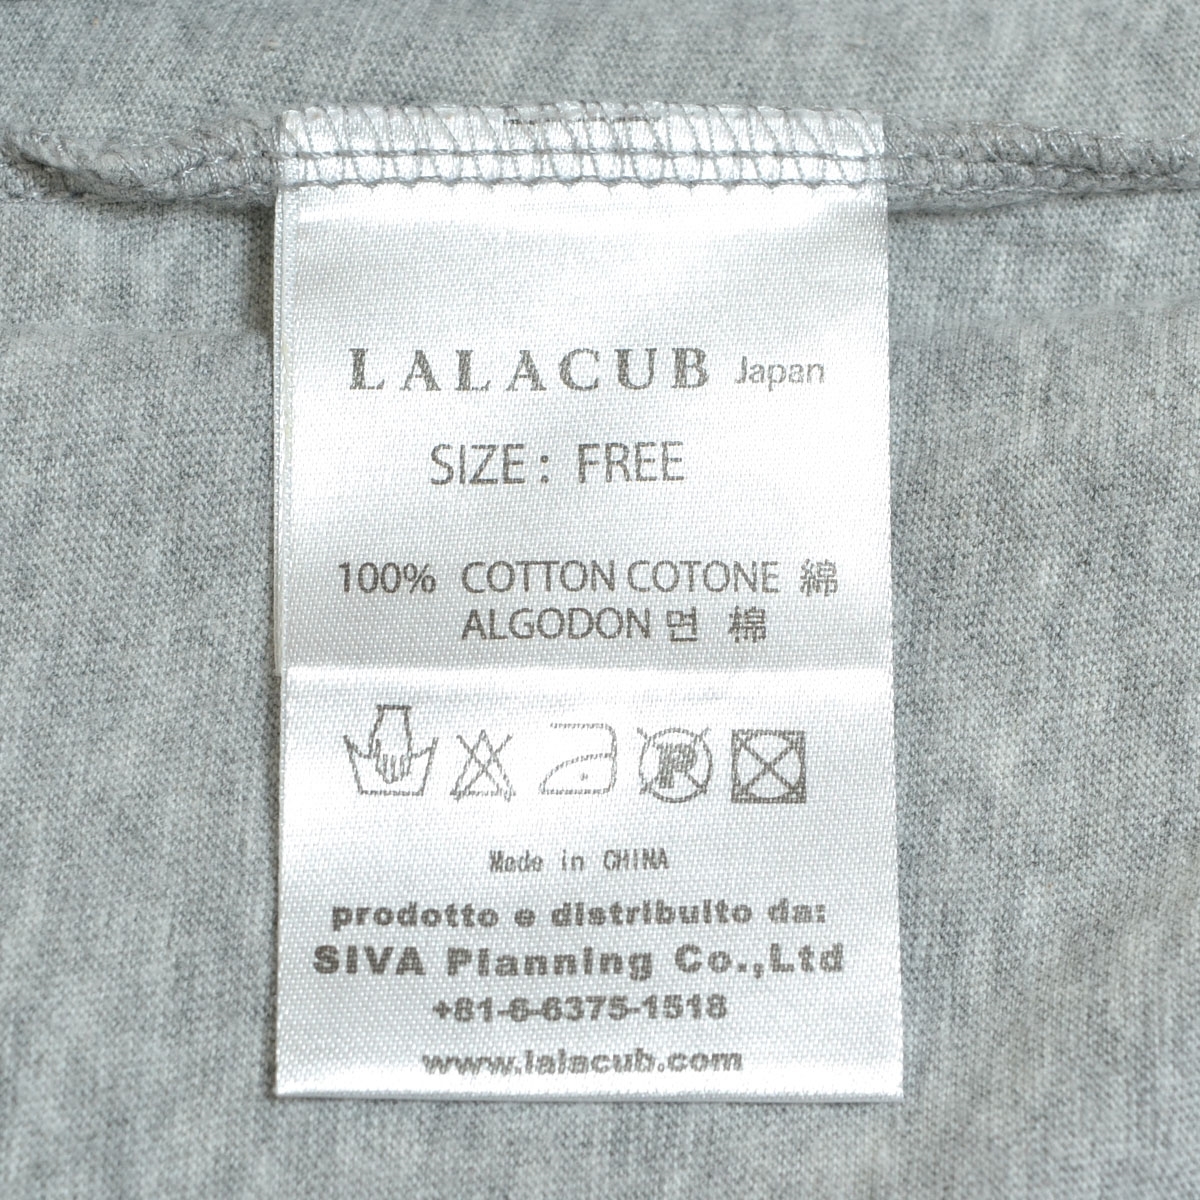 LALACUB Japan
SIZE : FREE
100% COTTON COTONE 綿
ALGODON 면 棉
P
Made in CHINA
prodotto e distribuito da:
SIVA Planning Co.,Ltd
+81-6-6375-1518
www.lalacub.com